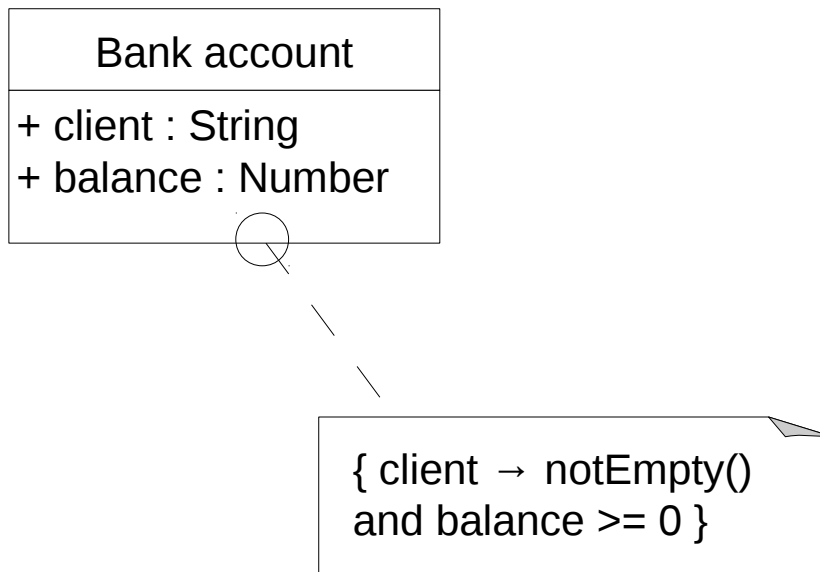 Bank account
+ client : String
+ balance : Number
{ client → notEmpty()
and balance >= 0 }